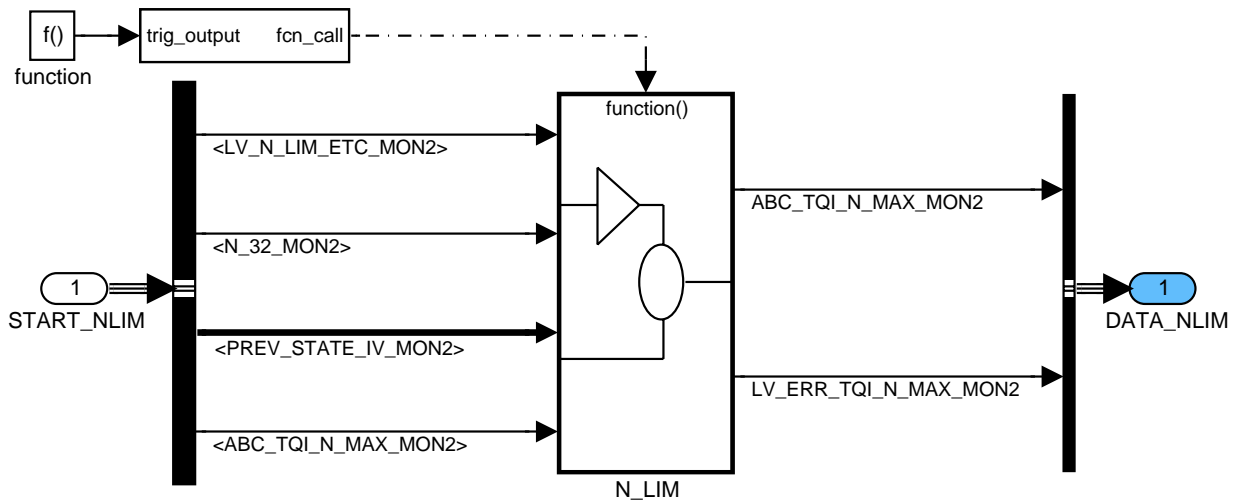 f()
function
trig_output fcn_call
function()
<LV_N_LIM_ETC_MON2>
<N_32_MON2>
<PREV_STATE_IV_MON2>
<ABC_TQI_N_MAX_MON2>
1
START_NLIM
N_LIM
ABC_TQI_N_MAX_MON2
LV_ERR_TQI_N_MAX_MON2
1
DATA_NLIM